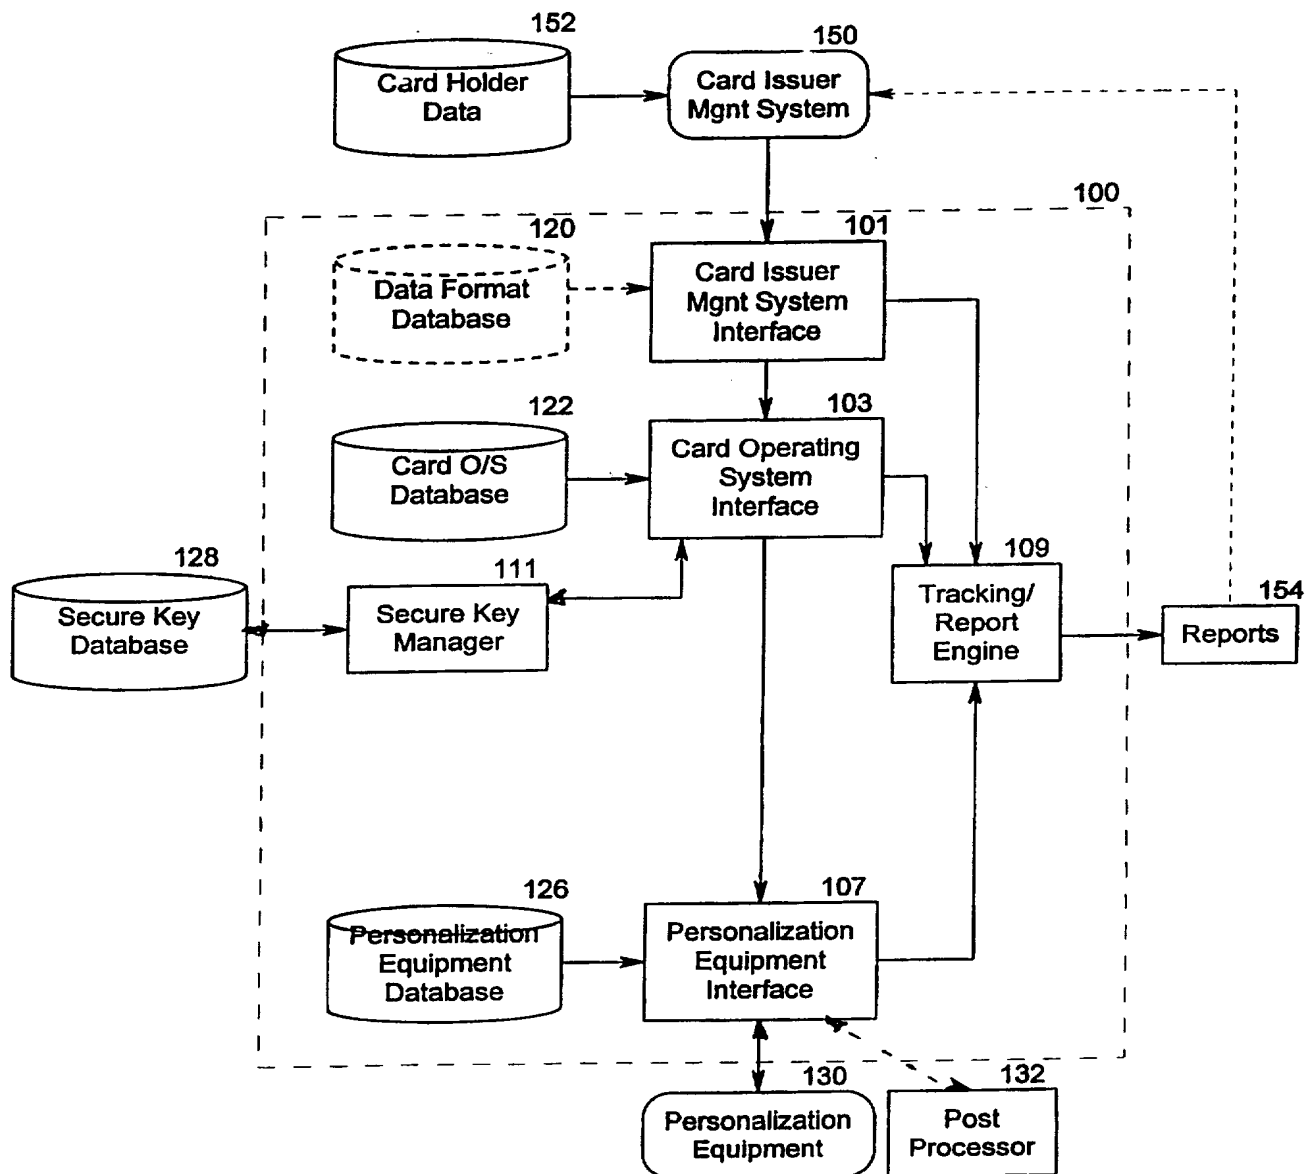 152
Card Holder
Data
150
Card Issuer
Mgnt System
100
120
Data Format
Database
101
Card Issuer
Mgnt System
Interface
122
Card O/S
Database
103
Card Operating
System
Interface
128
Secure Key
Database
111
Secure Key
Manager
109
Tracking/
Report
Engine
154
Reports
126
Personalization
Equipment
Database
107
Personalization
Equipment
Interface
130
Personalization
Equipment
132
Post
Processor